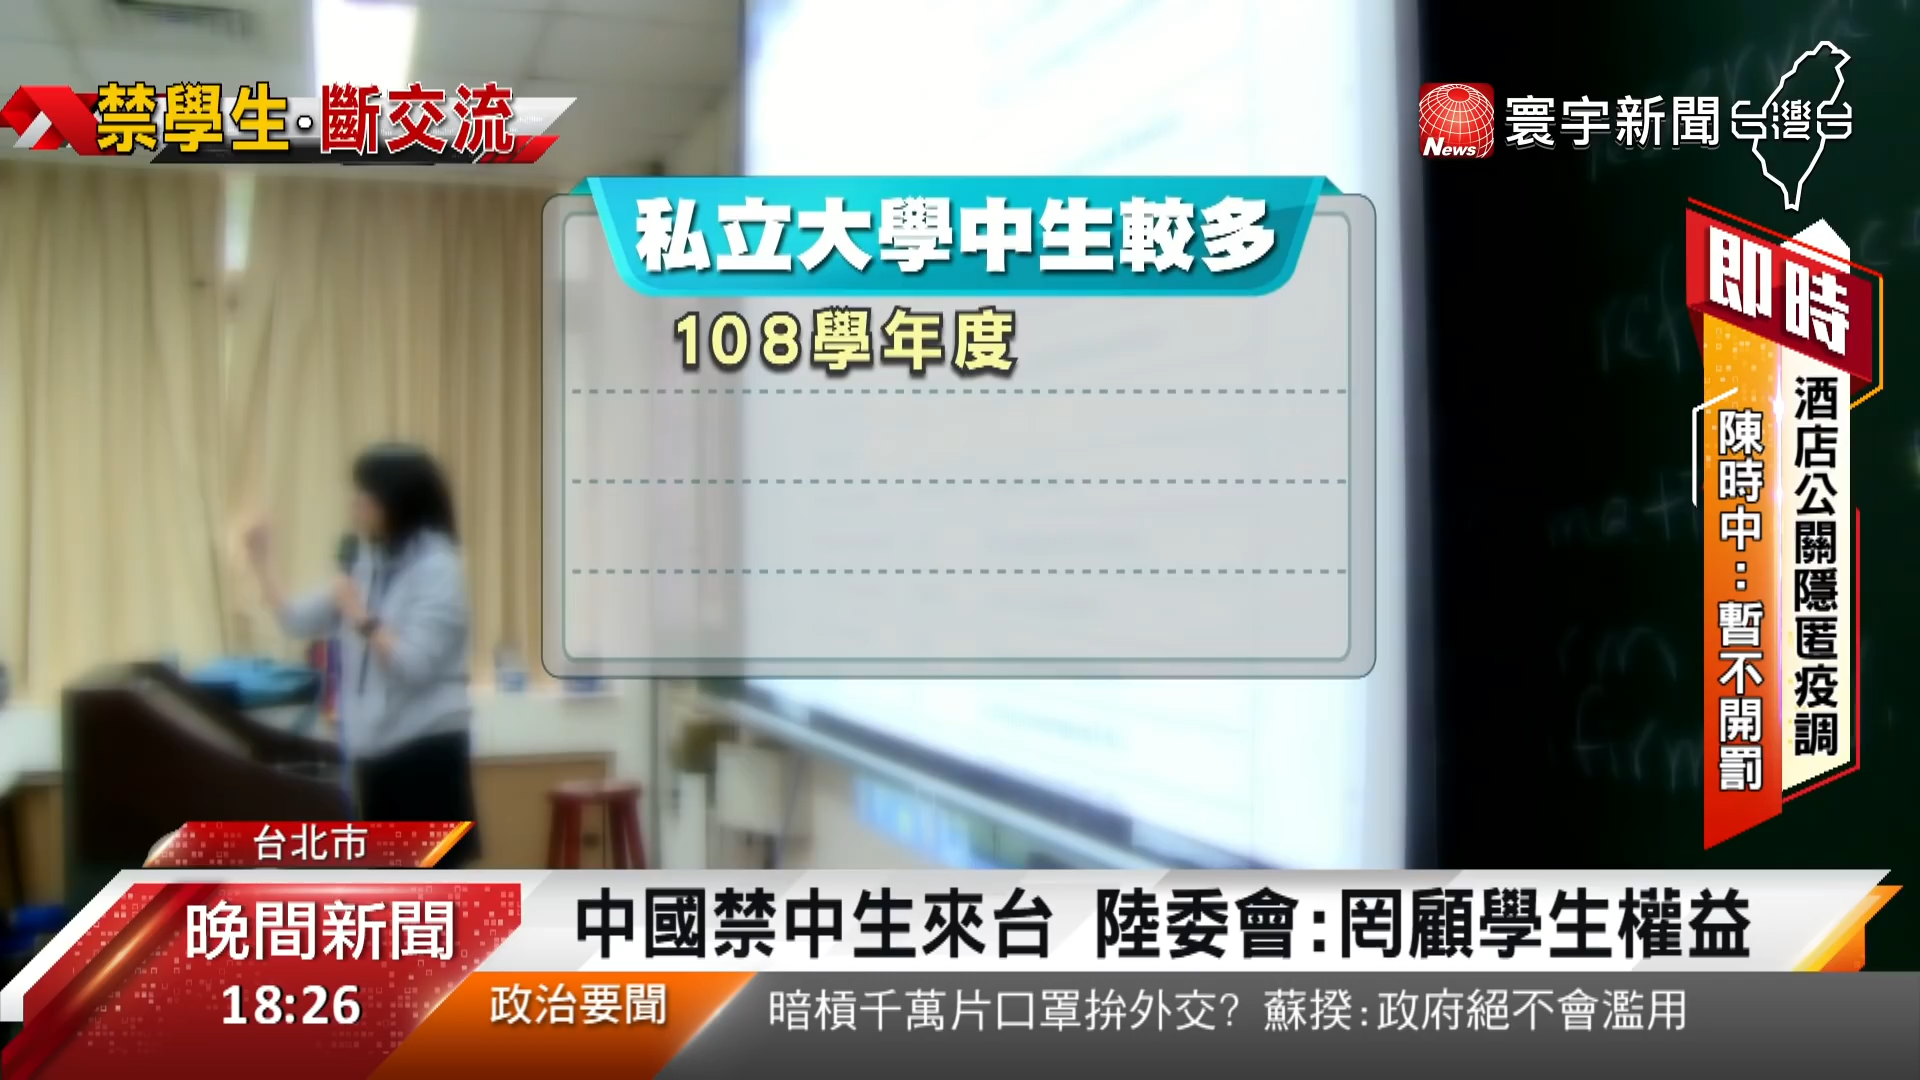 禁學生·斷交流
News 寰宇新聞 台灣台
私立大學中生較多
108學年度
即時
酒店公關隱匿疫調
陳時中:暫不開罰
台北市
晚間新聞
中國禁中生來台 陸委會:罔顧學生權益
18:26
政治要聞
暗槓千萬片口罩拚外交? 蘇揆:政府絕不會濫用